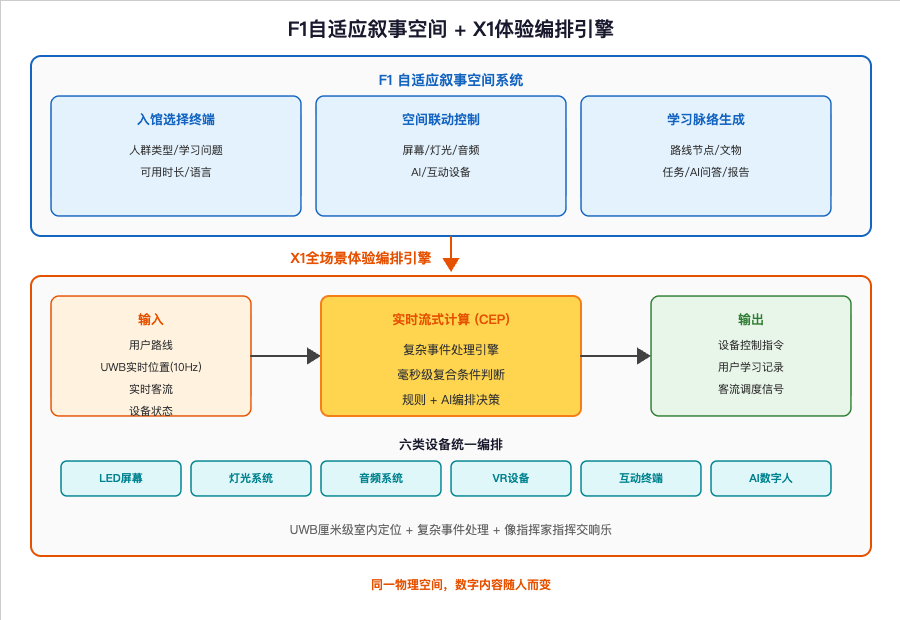 F1自适应叙事空间 + X1体验编排引擎
F1 自适应叙事空间系统
入馆选择终端
人群类型/学习问题
可用时长/语言
空间联动控制
屏幕/灯光/音频
AI/互动设备
学习脉络生成
路线节点/文物
任务/AI问答/报告
X1全场景体验编排引擎
输入
用户路线
UWB实时位置(10Hz)
实时客流
设备状态
实时流式计算 (CEP)
复杂事件处理引擎
毫秒级复合条件判断
规则 + AI编排决策
输出
设备控制指令
用户学习记录
客流调度信号
六类设备统一编排
LED屏幕
灯光系统
音频系统
VR设备
互动终端
AI数字人
UWB厘米级室内定位 + 复杂事件处理 + 像指挥家指挥交响乐
同一物理空间，数字内容随人而变